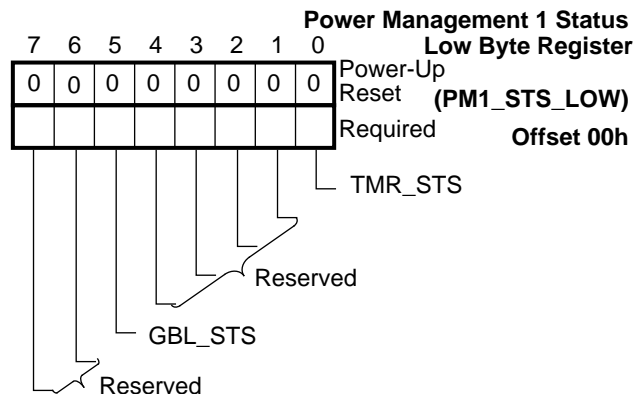 Power Management 1 Status
Low Byte Register
(PM1_STS_LOW)
Offset 00h
7 6 5 4 3 2 1 0
0 0 0 0 0 0 0 0
Power-Up
Reset
Required
TMR_STS
Reserved
GBL_STS
Reserved